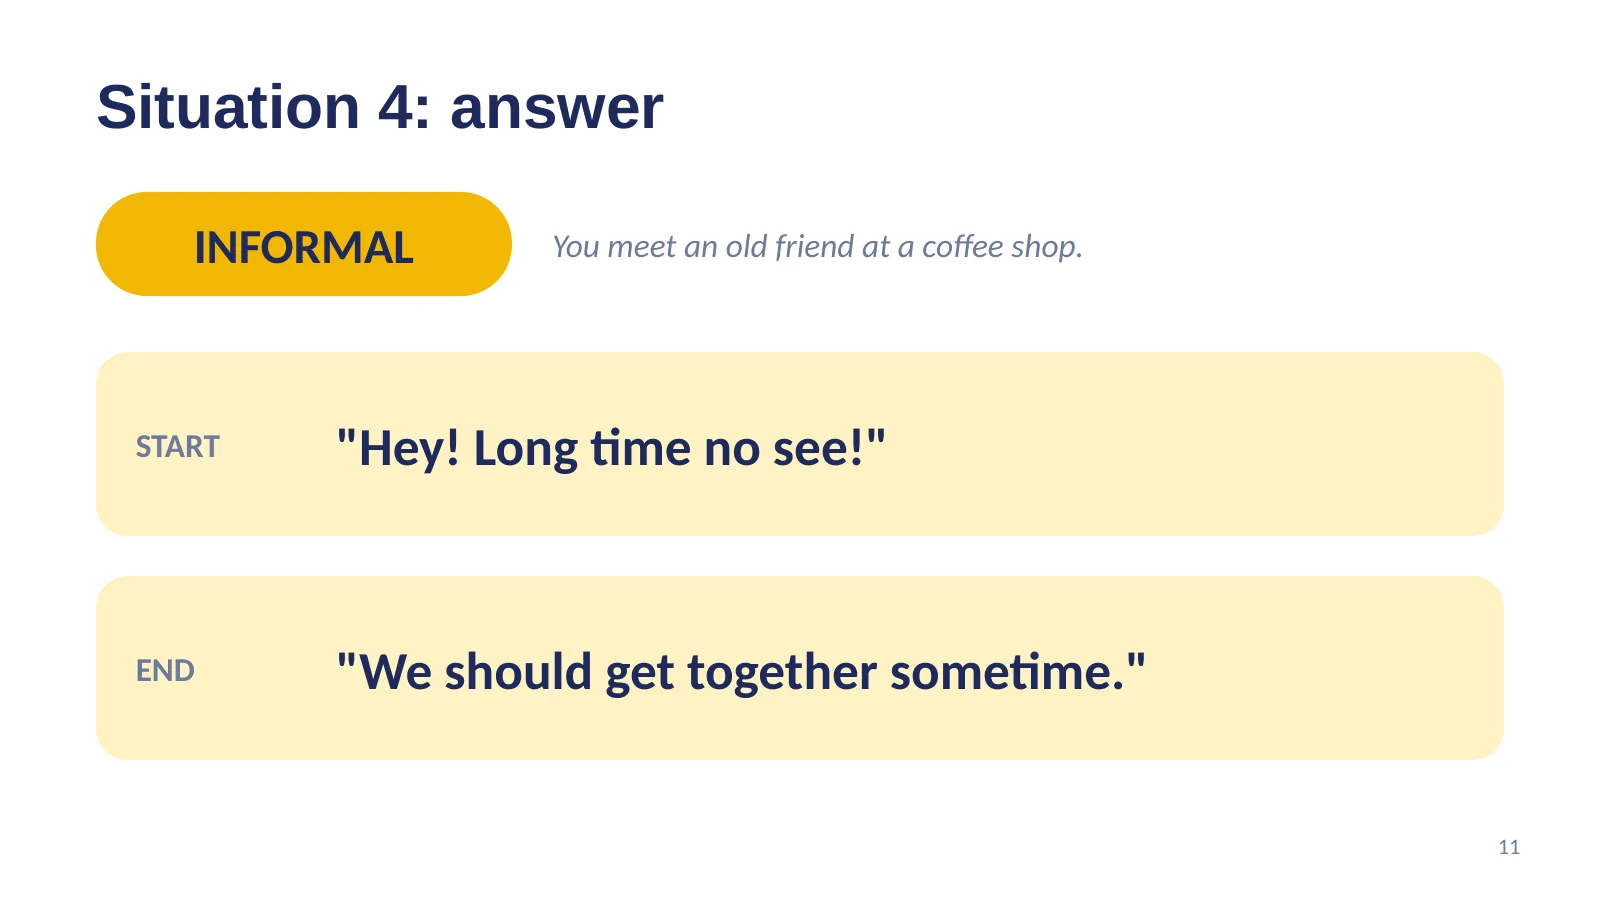 Situation 4: answer
INFORMAL
You meet an old friend at a coffee shop.
START
"Hey! Long time no see!"
END
"We should get together sometime."
11